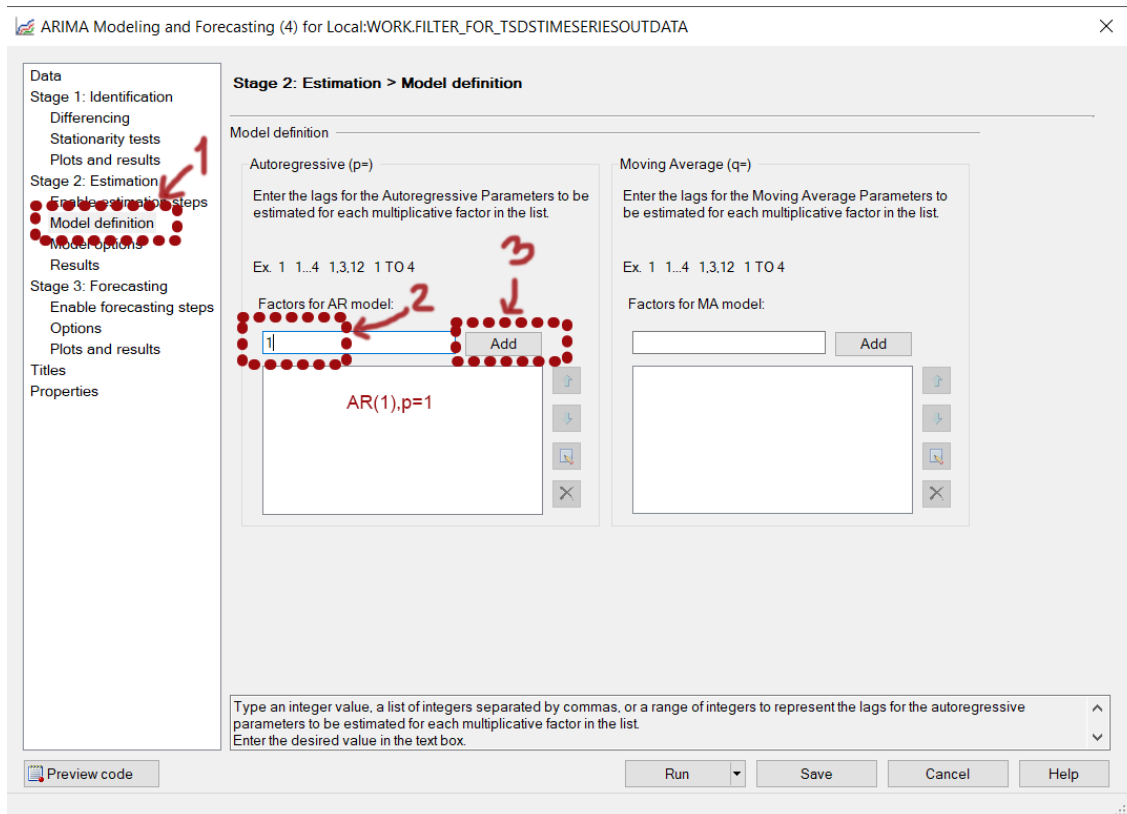 ARIMA Modeling and Forecasting (4) for Local:WORK.FILTER_FOR_TSDSTIMESERIESOUTDATA
Data
Stage 1: Identification
Differencing
Stationarity tests
Plots and results
Stage 2: Estimation
Enable estimation steps
Model definition
Model options
Results
Stage 3: Forecasting
Enable forecasting steps
Options
Plots and results
Titles
Properties
1
Stage 2: Estimation > Model definition
Model definition
Autoregressive (p=)
Enter the lags for the Autoregressive Parameters to be
estimated for each multiplicative factor in the list.
Ex. 1 1...4 1,3,12 1 TO 4
Factors for AR model:
2
3
1
Add
AR(1),p=1
Moving Average (q=)
Enter the lags for the Moving Average Parameters to
be estimated for each multiplicative factor in the list.
Ex. 1 1...4 1,3,12 1 TO 4
Factors for MA model:
Add
Type an integer value, a list of integers separated by commas, or a range of integers to represent the lags for the autoregressive
parameters to be estimated for each multiplicative factor in the list.
Enter the desired value in the text box.
Preview code
Run
Save
Cancel
Help